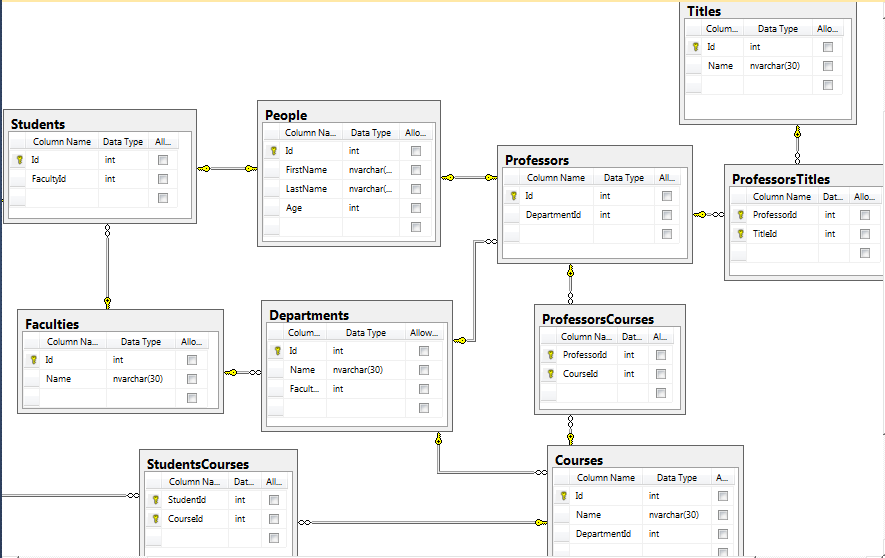 Titles
Colum... Data Type Allo...
Id int
Name nvarchar(30)
Students
Column Name Data Type All...
Id int
FacultyId int
People
Column Na... Data Type Allo...
Id int
FirstName nvarchar(...
LastName nvarchar(...
Age int
Professors
Column Name Data Type All...
Id int
DepartmentId int
ProfessorsTitles
Column Name Dat... Allo...
ProfessorId int
TitleId int
Faculties
Column Na... Data Type Allo...
Id int
Name nvarchar(30)
Departments
Colum... Data Type Allow...
Id int
Name nvarchar(30)
Facult... int
ProfessorsCourses
Column Na... Dat... Al...
ProfessorId int
CourseId int
StudentsCourses
Column Na... Dat... All...
StudentId int
CourseId int
Courses
Column Name Data Type A...
Id int
Name nvarchar(30)
DepartmentId int